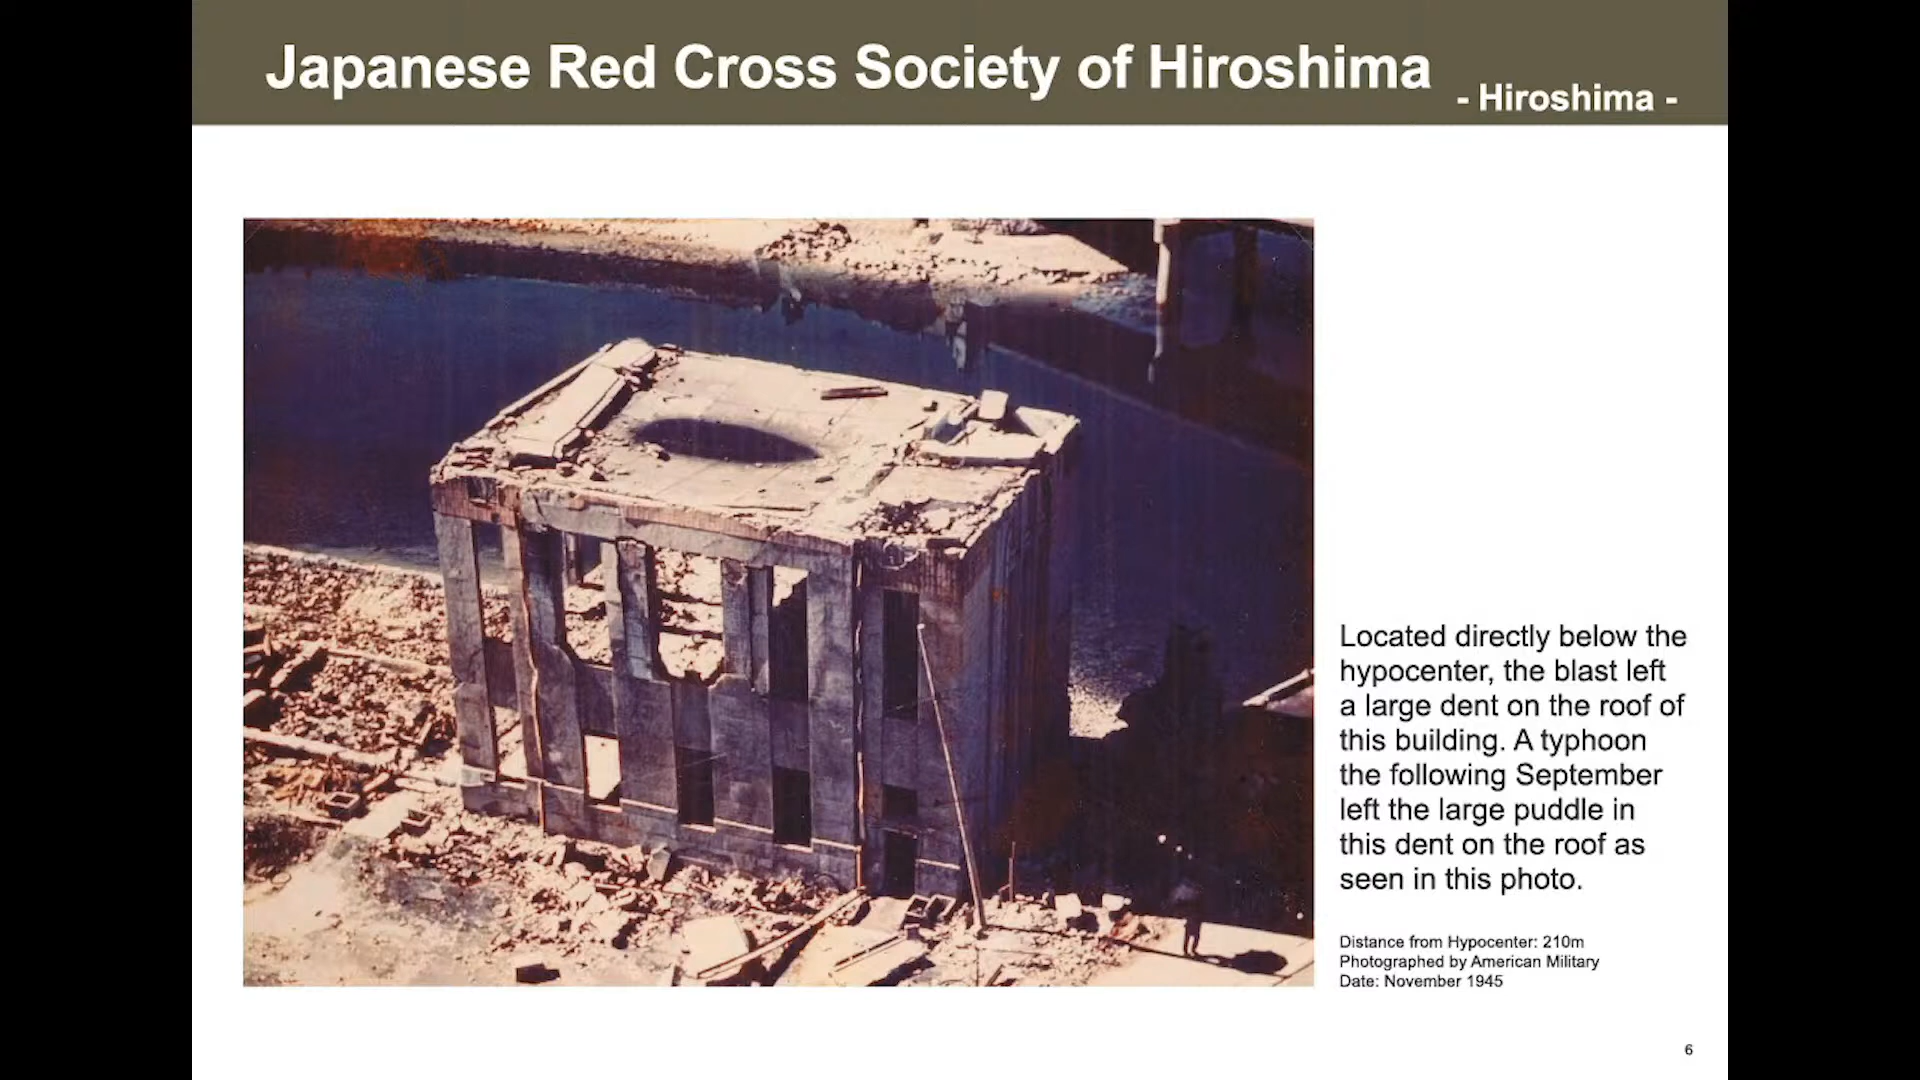 Japanese Red Cross Society of Hiroshima
- Hiroshima -
Located directly below the
hypocenter, the blast left
a large dent on the roof of
this building. A typhoon
the following September
left the large puddle in
this dent on the roof as
seen in this photo.
Distance from Hypocenter: 210m
Photographed by American Military
Date: November 1945
6